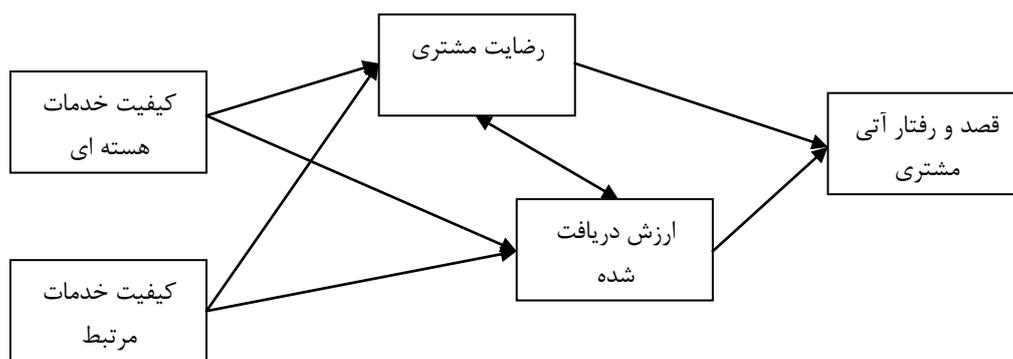 رضایت مشتری
کیفیت خدمات
هسته ای
قصد و رفتار آتی
مشتری
ارزش دریافت
شده
کیفیت خدمات
مرتبط